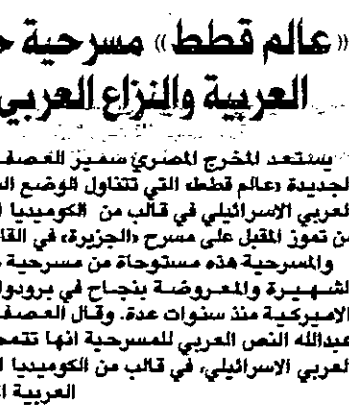 «عالم قطط» مسرحية
العربية والنزاع العربي
يستعد المخرج المصري سمير العصف
الجديدة «عالم قطط» التي تتناول الوضع
العربي الاسرائيلي في قالب من الكوميديا
من تموز المقبل على مسرح «الجزيرة» في
والمسرحية هذه مستوحاة من مسرحية
الشهيرة والمعروضة بنجاح في برودوا
الاميركية منذ سنوات عدة. وقال العصف
عبدالله النص العربي للمسرحية انها تتمح
العربي الاسرائيلي، في قالب من الكوميديا
العربية